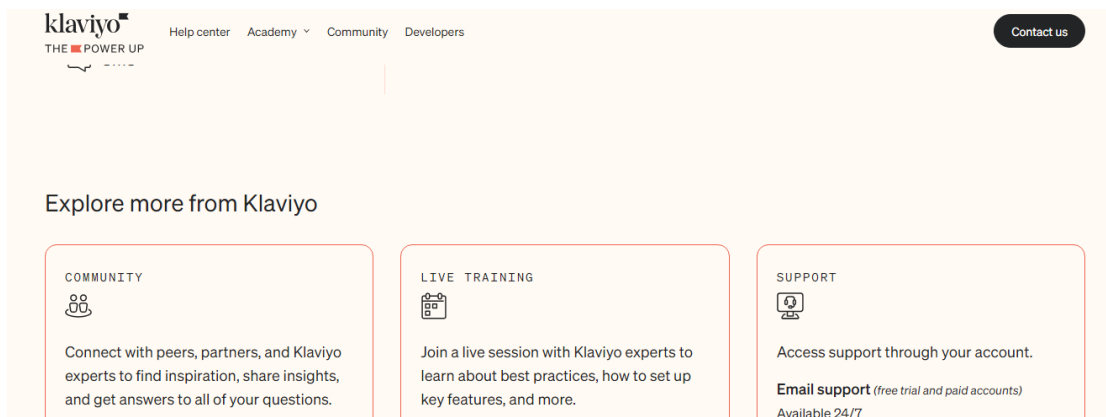 klaviyo
THE POWER UP
Help center Academy Community Developers
Contact us
Explore more from Klaviyo
COMMUNITY
Connect with peers, partners, and Klaviyo
experts to find inspiration, share insights,
and get answers to all of your questions.
LIVE TRAINING
Join a live session with Klaviyo experts to
learn about best practices, how to set up
key features, and more.
SUPPORT
Access support through your account.
Email support (free trial and paid accounts)
Available 24/7